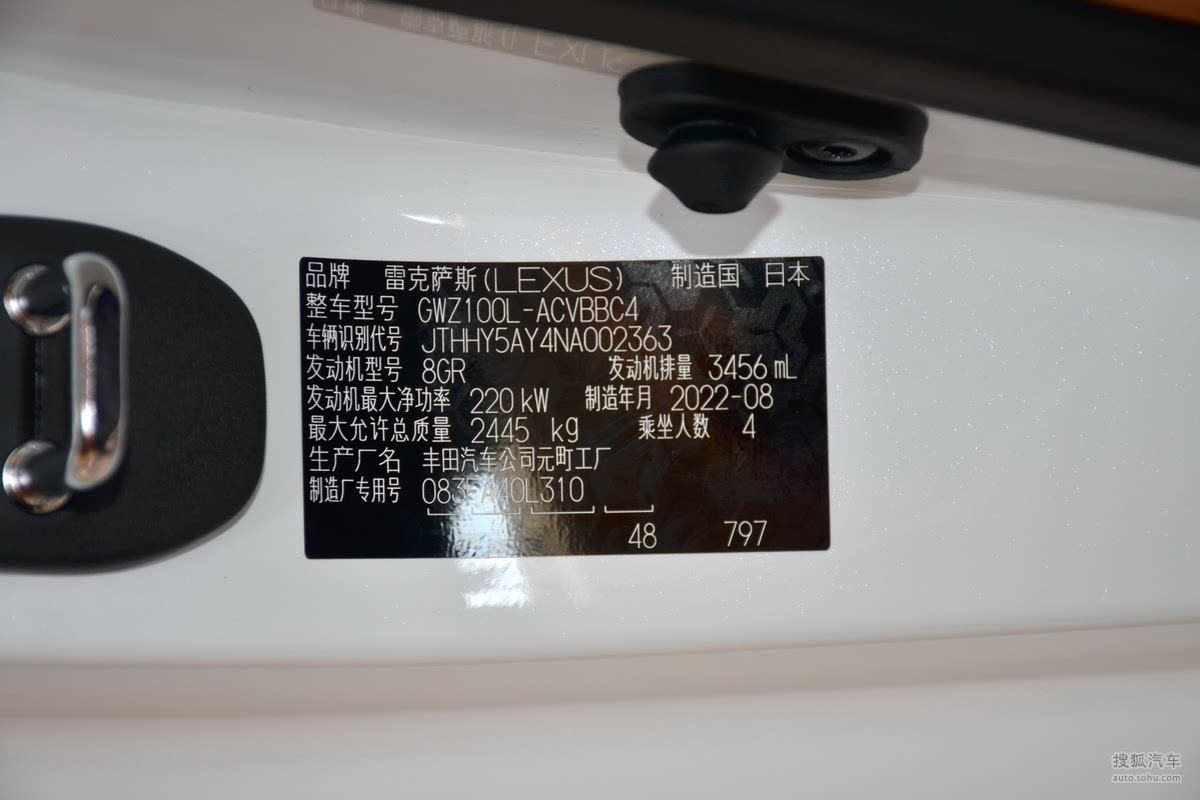 品牌 雷克萨斯(LEXUS) 制造国 日本
整车型号 GWZ100L-ACVBBC4
车辆识别代号 JTHHY5AY4NA002363
发动机型号 8GR 发动机排量 3456 mL
发动机最大净功率 220 kW 制造年月 2022-08
最大允许总质量 2445 kg 乘坐人数 4
生产厂名 丰田汽车公司元町工厂
制造厂专用号
48 797
搜狐汽车
auto.sohu.com